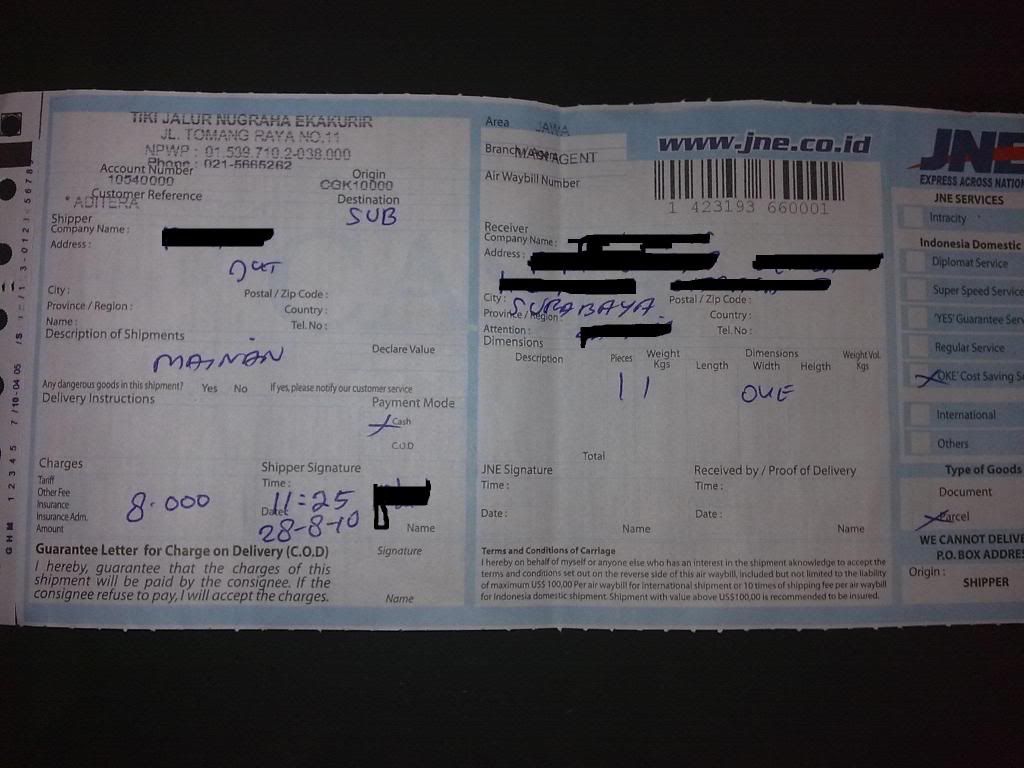 TIKI JALUR NUGRAHA EKAKURIR
JL. TOMANG RAYA NO.11
NPWP : 01.539.710.2-038.000
Phone : 021-5665262
Account Number
10540000
Origin
CGK10000
Customer Reference
* ADITERA
Destination
SUB
Shipper
Company Name :
Address :
JKT
City :
Postal / Zip Code :
Province / Region :
Country :
Name :
Tel. No :
Description of Shipments
MAINAN
Declare Value
Any dangerous goods in this shipment? Yes No If yes, please notify our customer service
Delivery Instructions
Payment Mode
Cash
C.O.D
Charges
Tariff
Other Fee
Insurance
Insurance Adm.
Amount
8.000
Shipper Signature
Time :
11:25
Date:
28-8-10
Name
Guarantee Letter for Charge on Delivery (C.O.D)
I hereby, guarantee that the charges of this
shipment will be paid by the consignee. If the
consignee refuse to pay, I will accept the charges.
Signature
Name
Area JAWA
Branch
MAIN AGENT
www.jne.co.id
Air Waybill Number
1 423193 660001
Receiver
Company Name :
Address :
City : SURABAYA
Postal / Zip Code :
Province / Region :
Country :
Attention :
Tel. No :
Dimensions
Description Pieces Weight Kgs Length Dimensions Width Heigth Weight Vol. Kgs
1 1 OKE
Total
JNE Signature
Time :
Date :
Name
Received by / Proof of Delivery
Time :
Date :
Name
Terms and Conditions of Carriage
I hereby on behalf of myself or anyone else who has an interest in the shipment aknowledge to accept the
terms and conditions set out on the reverse side of this air waybill, included but not limited to the liability
of maximum US$ 100,00 Per air waybill for international shipment or 10 times of shipping fee per air waybill
for Indonesia domestic shipment. Shipment with value above US$100,00 is recommended to be insured.
JNE
EXPRESS ACROSS NATION
JNE SERVICES
Intracity
Indonesia Domestic
Diplomat Service
Super Speed Service
'YES' Guarantee Serv
Regular Service
'OKE' Cost Saving Se
International
Others
Type of Goods
Document
Parcel
WE CANNOT DELIVE
P.O. BOX ADDRES
Origin :
SHIPPER